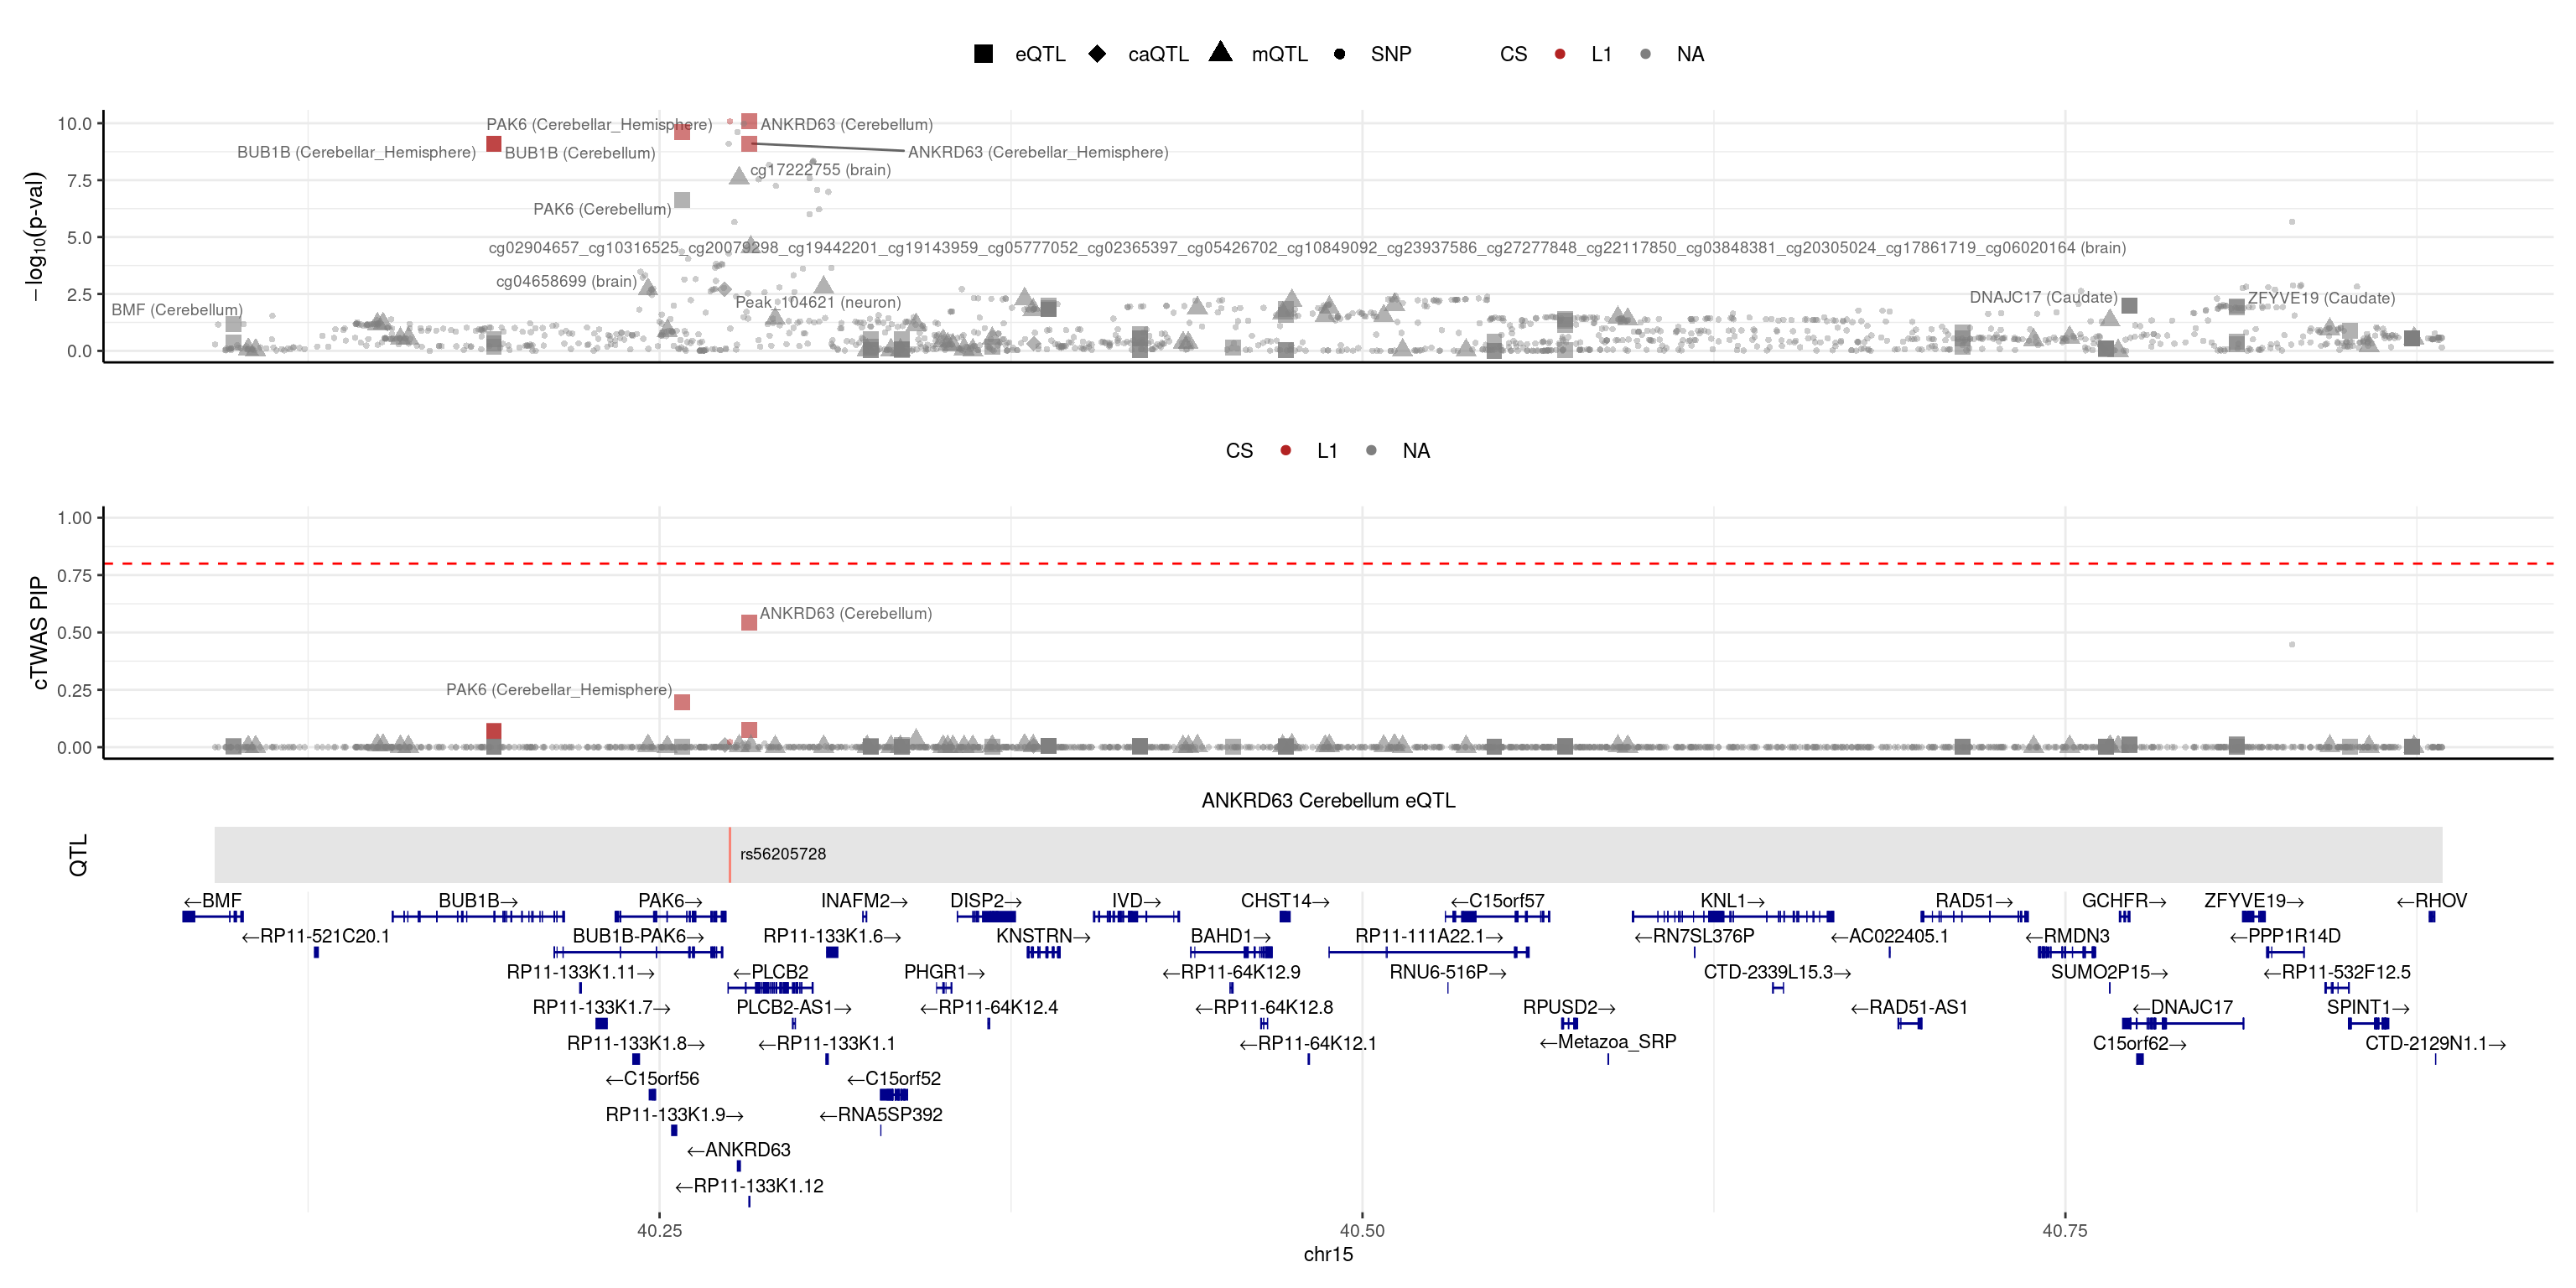 eQTL caQTL mQTL SNP CS L1 NA
−log10(p-val)
10.0
7.5
5.0
2.5
0.0
PAK6 (Cerebellar_Hemisphere)
ANKRD63 (Cerebellum)
BUB1B (Cerebellar_Hemisphere)
BUB1B (Cerebellum)
ANKRD63 (Cerebellar_Hemisphere)
cg17222755 (brain)
PAK6 (Cerebellum)
cg02904657_cg10316525_cg20079298_cg19442201_cg19143959_cg05777052_cg02365397_cg05426702_cg10849092_cg23937586_cg27277848_cg22117850_cg03848381_cg20305024_cg17861719_cg06020164 (brain)
cg04658699 (brain)
Peak_104621 (neuron)
BMF (Cerebellum)
DNAJC17 (Caudate)
ZFYVE19 (Caudate)
CS L1 NA
cTWAS PIP
1.00
0.75
0.50
0.25
0.00
ANKRD63 (Cerebellum)
PAK6 (Cerebellar_Hemisphere)
ANKRD63 Cerebellum eQTL
QTL
rs56205728
←BMF BUB1B→ PAK6→ INAFM2→ DISP2→ IVD→ CHST14→ ←C15orf57 KNL1→ RAD51→ GCHFR→ ZFYVE19→ ←RHOV
←RP11-521C20.1 BUB1B-PAK6→ RP11-133K1.6→ KNSTRN→ BAHD1→ RP11-111A22.1→ ←RN7SL376P ←AC022405.1 ←RMDN3 ←PPP1R14D
RP11-133K1.11→ ←PLCB2 PHGR1→ ←RP11-64K12.9 RNU6-516P→ CTD-2339L15.3→ SUMO2P15→ ←RP11-532F12.5
RP11-133K1.7→ PLCB2-AS1→ ←RP11-64K12.4 ←RP11-64K12.8 RPUSD2→ ←RAD51-AS1 ←DNAJC17 SPINT1→
RP11-133K1.8→ ←RP11-133K1.1 ←RP11-64K12.1 ←Metazoa_SRP C15orf62→ CTD-2129N1.1→
←C15orf56 ←C15orf52
RP11-133K1.9→ ←RNA5SP392
←ANKRD63
←RP11-133K1.12
40.25 40.50 40.75
chr15